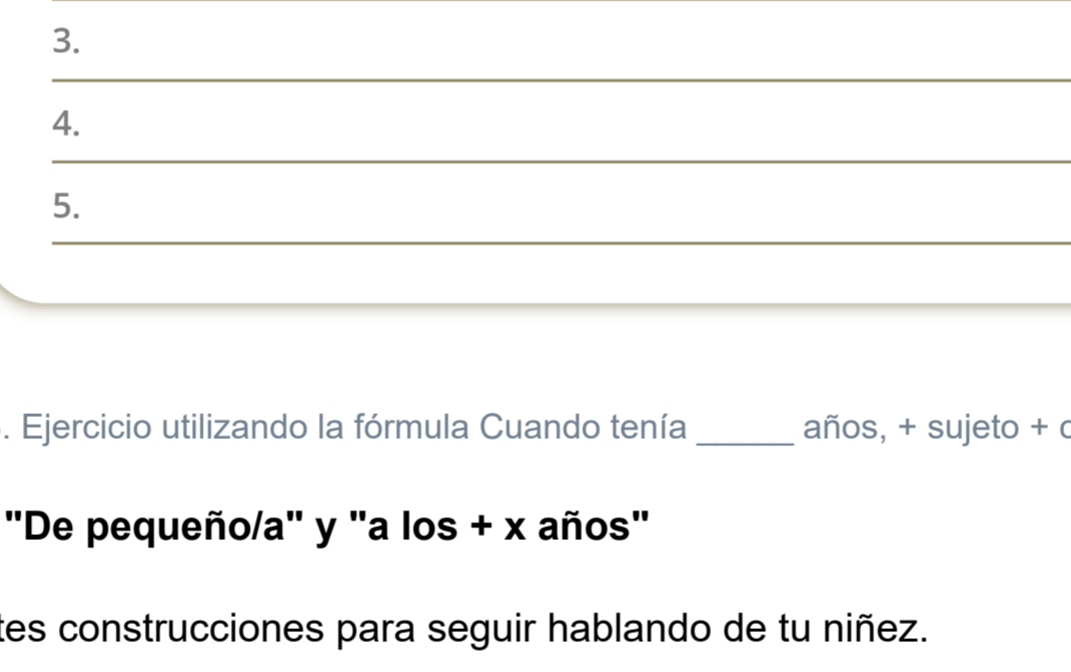 3.
4.
5.
. Ejercicio utilizando la fórmula Cuando tenía _____ años, + sujeto +
"De pequeño/a" y "a los + x años"
construcciones para seguir hablando de tu niñez.